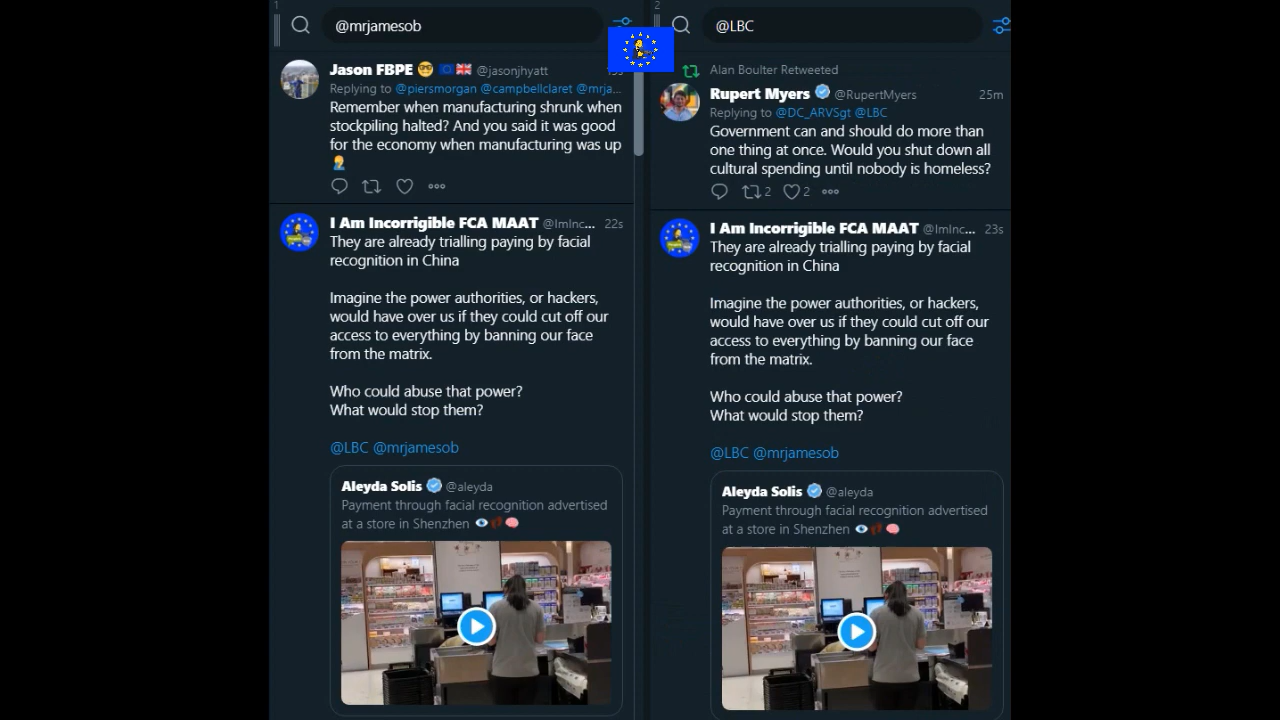 1
@mrjamesob
Jason FBPE @jasonjhyatt
Replying to @piersmorgan @campbellclaret @mrja...
Remember when manufacturing shrunk when
stockpiling halted? And you said it was good
for the economy when manufacturing was up
I Am Incorrigible FCA MAAT @ImInc... 22s
They are already trialling paying by facial
recognition in China
Imagine the power authorities, or hackers,
would have over us if they could cut off our
access to everything by banning our face
from the matrix.
Who could abuse that power?
What would stop them?
@LBC @mrjamesob
Aleyda Solis @aleyda
Payment through facial recognition advertised
at a store in Shenzhen
2
@LBC
Alan Boulter Retweeted
Rupert Myers @RupertMyers 25m
Replying to @DC_ARVSgt @LBC
Government can and should do more than
one thing at once. Would you shut down all
cultural spending until nobody is homeless?
2 2
I Am Incorrigible FCA MAAT @ImInc... 23s
They are already trialling paying by facial
recognition in China
Imagine the power authorities, or hackers,
would have over us if they could cut off our
access to everything by banning our face
from the matrix.
Who could abuse that power?
What would stop them?
@LBC @mrjamesob
Aleyda Solis @aleyda
Payment through facial recognition advertised
at a store in Shenzhen